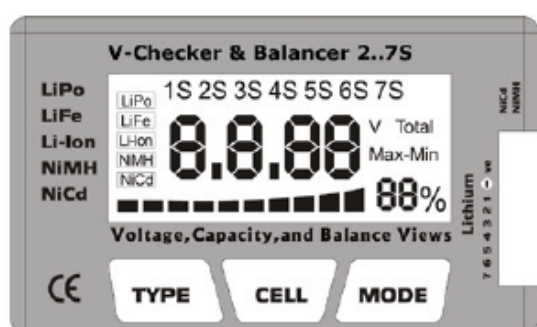 V-Checker & Balancer 2..7S
LiPo
LiFe
Li-Ion
NiMH
NiCd
1S 2S 3S 4S 5S 6S 7S
LiPo
LiFe
Li-Ion
NiMH
NiCd
8.8.88
V Total
Max-Min
88%
Voltage,Capacity,and Balance Views
CE
TYPE
CELL
MODE
NiCd
NiMH
Lithium
7 6 5 4 3 2 1 - ve